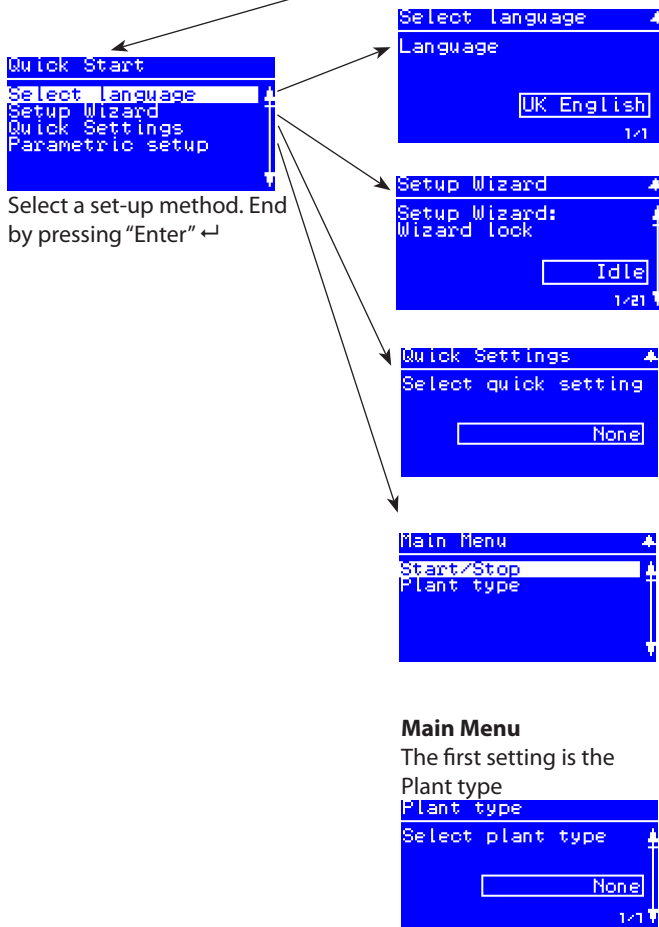 Quick Start
Select language
Setup Wizard
Quick Settings
Parametric setup
Select a set-up method. End
by pressing “Enter” ↵
Select language
Language
UK English
1/1
Setup Wizard
Setup Wizard:
Wizard lock
Idle
1/21
Quick Settings
Select quick setting
None
Main Menu
Start/Stop
Plant type
Main Menu
The first setting is the
Plant type
Plant type
Select plant type
None
1/1